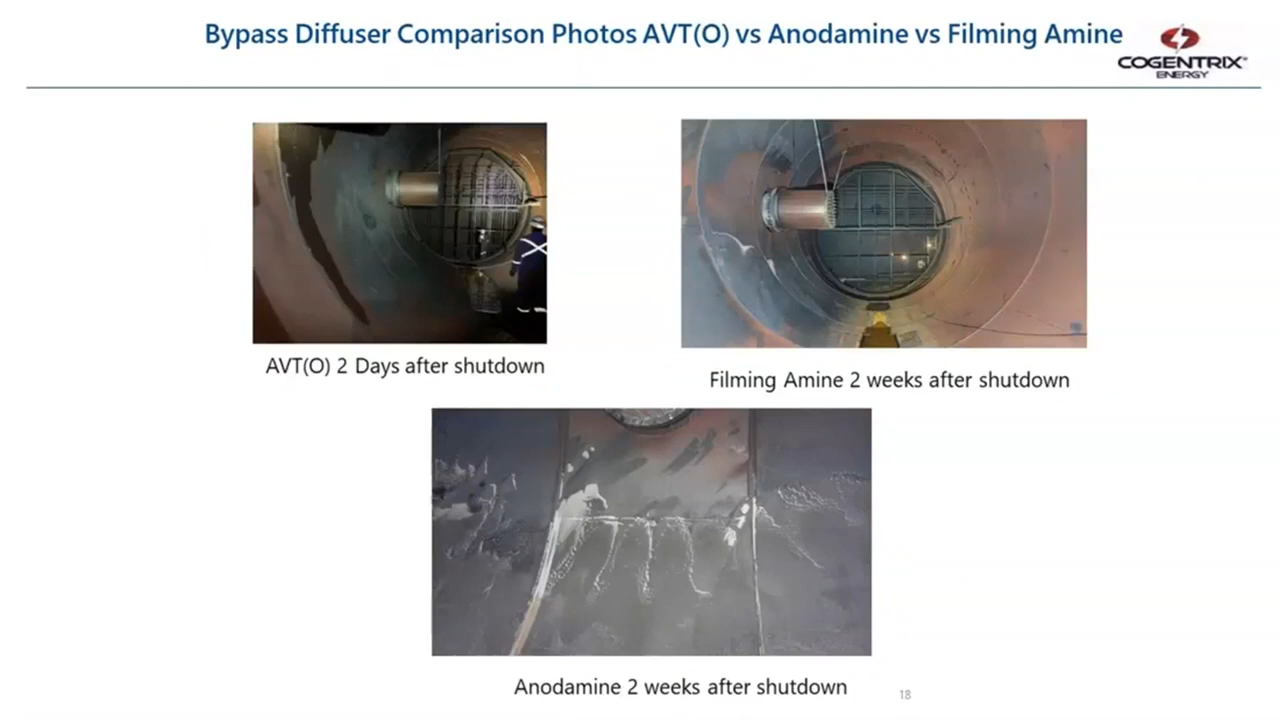 Bypass Diffuser Comparison Photos AVT(O) vs Anodamine vs Filming Amine
COGENTRIX®
ENERGY
AVT(O) 2 Days after shutdown
Filming Amine 2 weeks after shutdown
Anodamine 2 weeks after shutdown
18